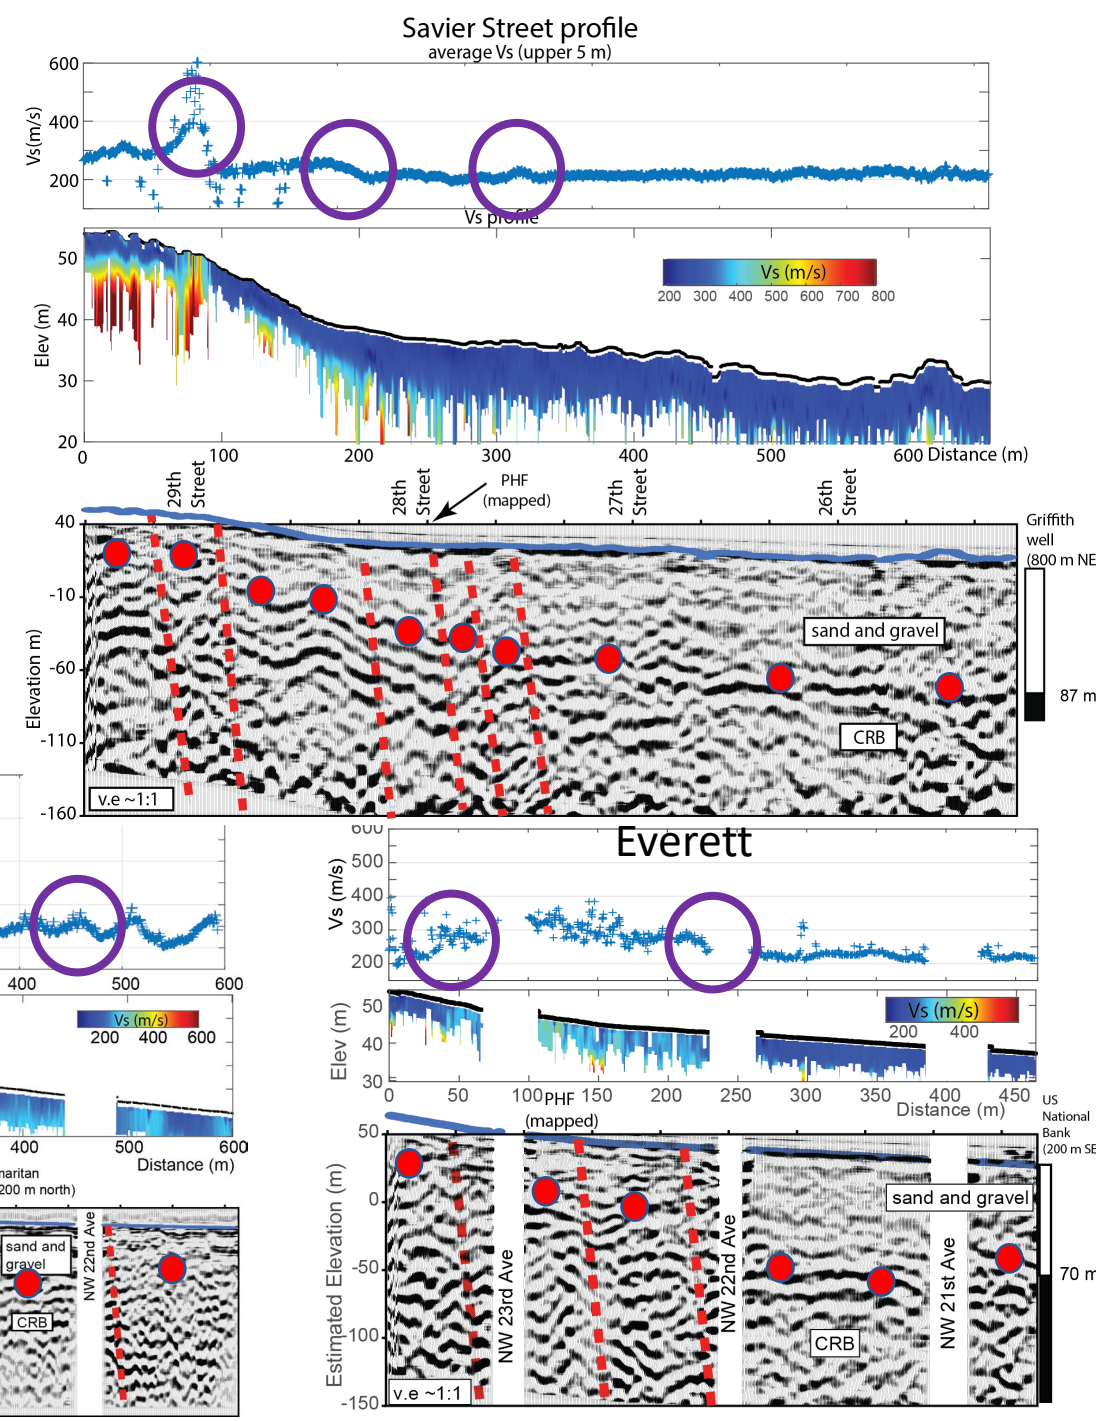 Savier Street profile
average Vs (upper 5 m)
600
400
200
Vs(m/s)
Vs profile
50
40
30
20
Elev (m)
Vs (m/s)
200 300 400 500 600 700 800
0 100 200 300 400 500 600 Distance (m)
29th
Street
28th
Street
PHF
(mapped)
27th
Street
26th
Street
40
-10
-60
-110
-160
Elevation m)
sand and gravel
CRB
v.e ~1:1
Griffith
well
(800 m NE
87 m
400 500 600
Vs (m/s)
200 400 600
400 500 600
Distance (m)
maritan
200 m north)
sand and
gravel
NW 22nd Ave
CRB
Everett
600
500
400
300
200
Vs (m/s)
50
40
30
Elev (m)
Vs (m/s)
200 400
0 50 100 150 200 250 300 350 400 450
Distance (m)
PHF
(mapped)
50
0
-50
-100
-150
Estimated Elevation (m)
NW 23rd Ave
NW 22nd Ave
NW 21st Ave
sand and gravel
CRB
v.e ~1:1
US
National
Bank
(200 m SE
70 m